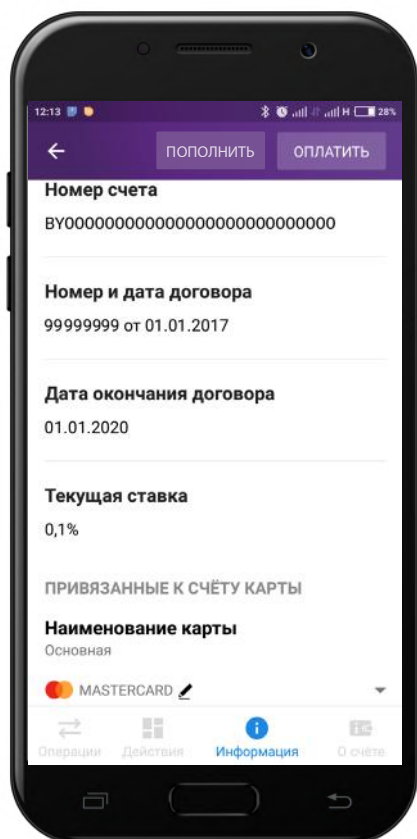 12:13 H 28%
ПОПОЛНИТЬ ОПЛАТИТЬ
Номер счета
BY00000000000000000000000000
Номер и дата договора
99999999 от 01.01.2017
Дата окончания договора
01.01.2020
Текущая ставка
0,1%
ПРИВЯЗАННЫЕ К СЧЁТУ КАРТЫ
Наименование карты
Основная
MASTERCARD
Операции Действия Информация О счёте